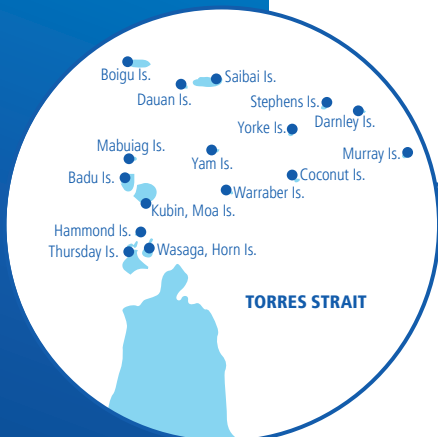 Boigu Is.
Saibai Is.
Dauan Is.
Stephens Is.
Darnley Is.
Yorke Is.
Mabuiag Is.
Yam Is.
Murray Is.
Badu Is.
Coconut Is.
Warraber Is.
Kubin, Moa Is.
Hammond Is.
Thursday Is.
Wasaga, Horn Is.
TORRES STRAIT